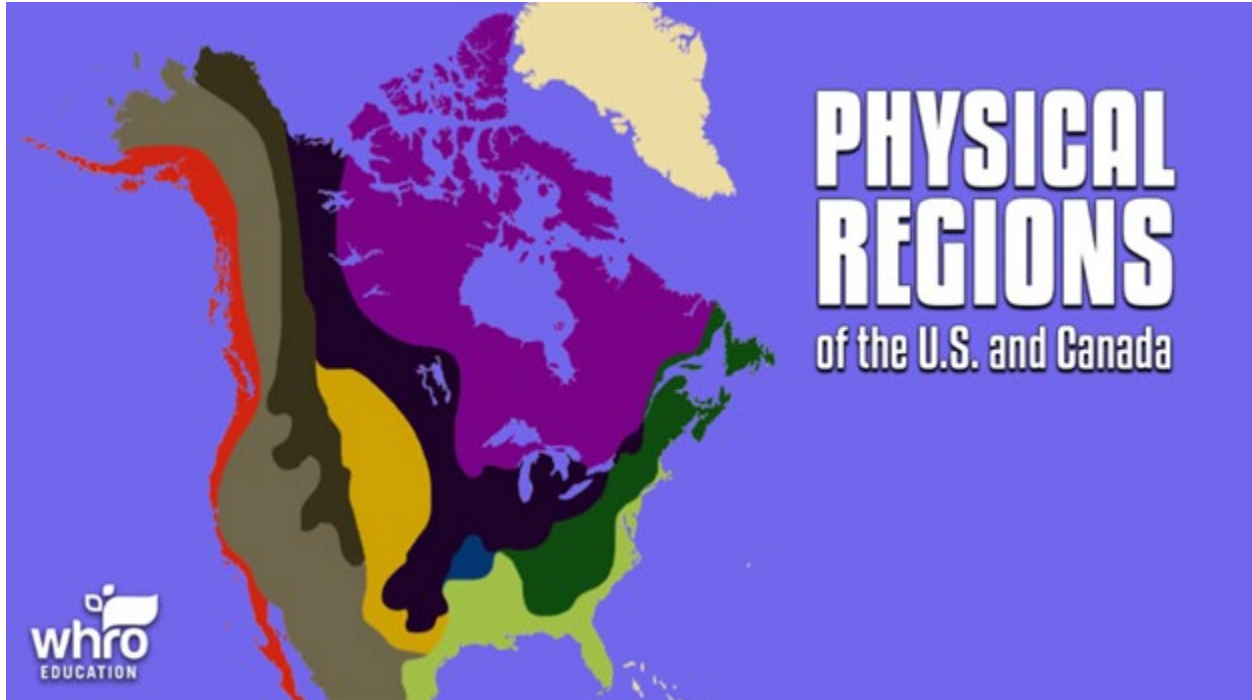 PHYSICAL
REGIONS
of the U.S. and Canada
whro
EDUCATION